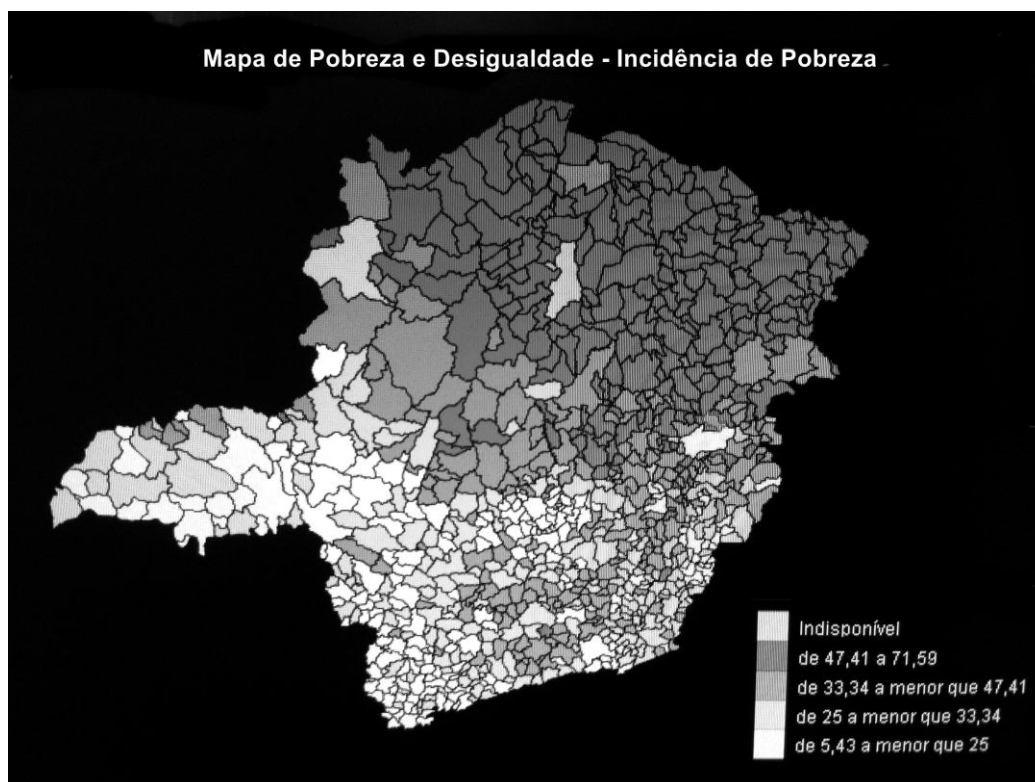 Mapa de Pobreza e Desigualdade - Incidência de Pobreza
Indisponível
de 47,41 a 71,59
de 33,34 a menor que 47,41
de 25 a menor que 33,34
de 5,43 a menor que 25